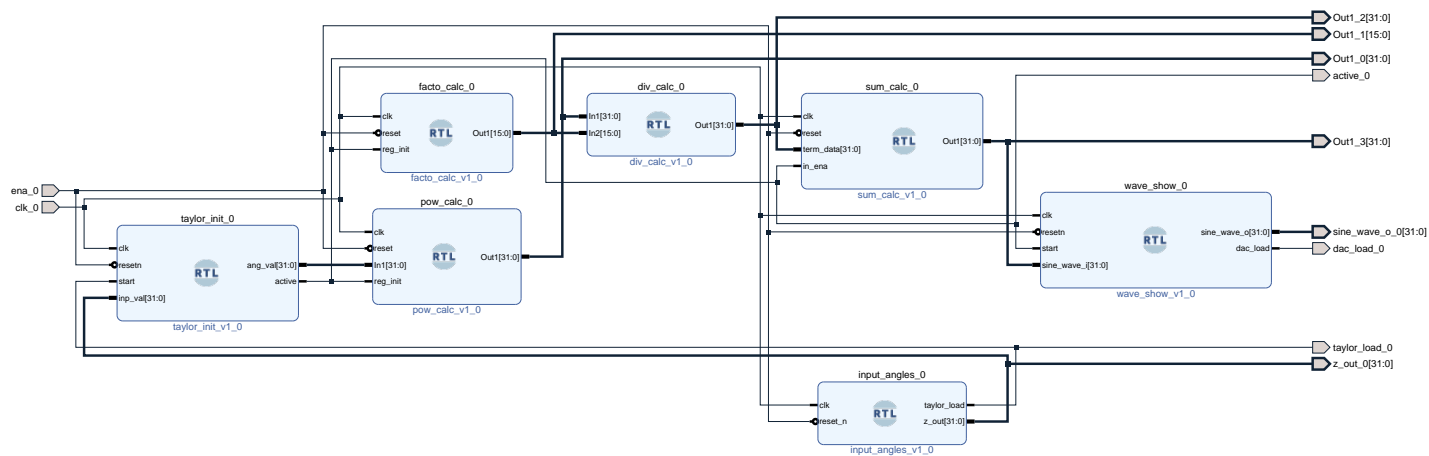 Out1_2[31:0]
Out1_1[15:0]
Out1_0[31:0]
active_0
facto_calc_0
clk
reset
reg_init
RTL
Out1[15:0]
facto_calc_v1_0
div_calc_0
In1[31:0]
In2[15:0]
RTL
Out1[31:0]
div_calc_v1_0
sum_calc_0
clk
reset
term_data[31:0]
in_ena
RTL
Out1[31:0]
sum_calc_v1_0
Out1_3[31:0]
ena_0
clk_0
taylor_init_0
clk
resetn
start
inp_val[31:0]
RTL
ang_val[31:0]
active
taylor_init_v1_0
pow_calc_0
clk
reset
In1[31:0]
reg_init
RTL
Out1[31:0]
pow_calc_v1_0
wave_show_0
clk
resetn
start
sine_wave_i[31:0]
RTL
sine_wave_o[31:0]
dac_load
wave_show_v1_0
sine_wave_o_0[31:0]
dac_load_0
taylor_load_0
z_out_0[31:0]
input_angles_0
clk
reset_n
RTL
taylor_load
z_out[31:0]
input_angles_v1_0